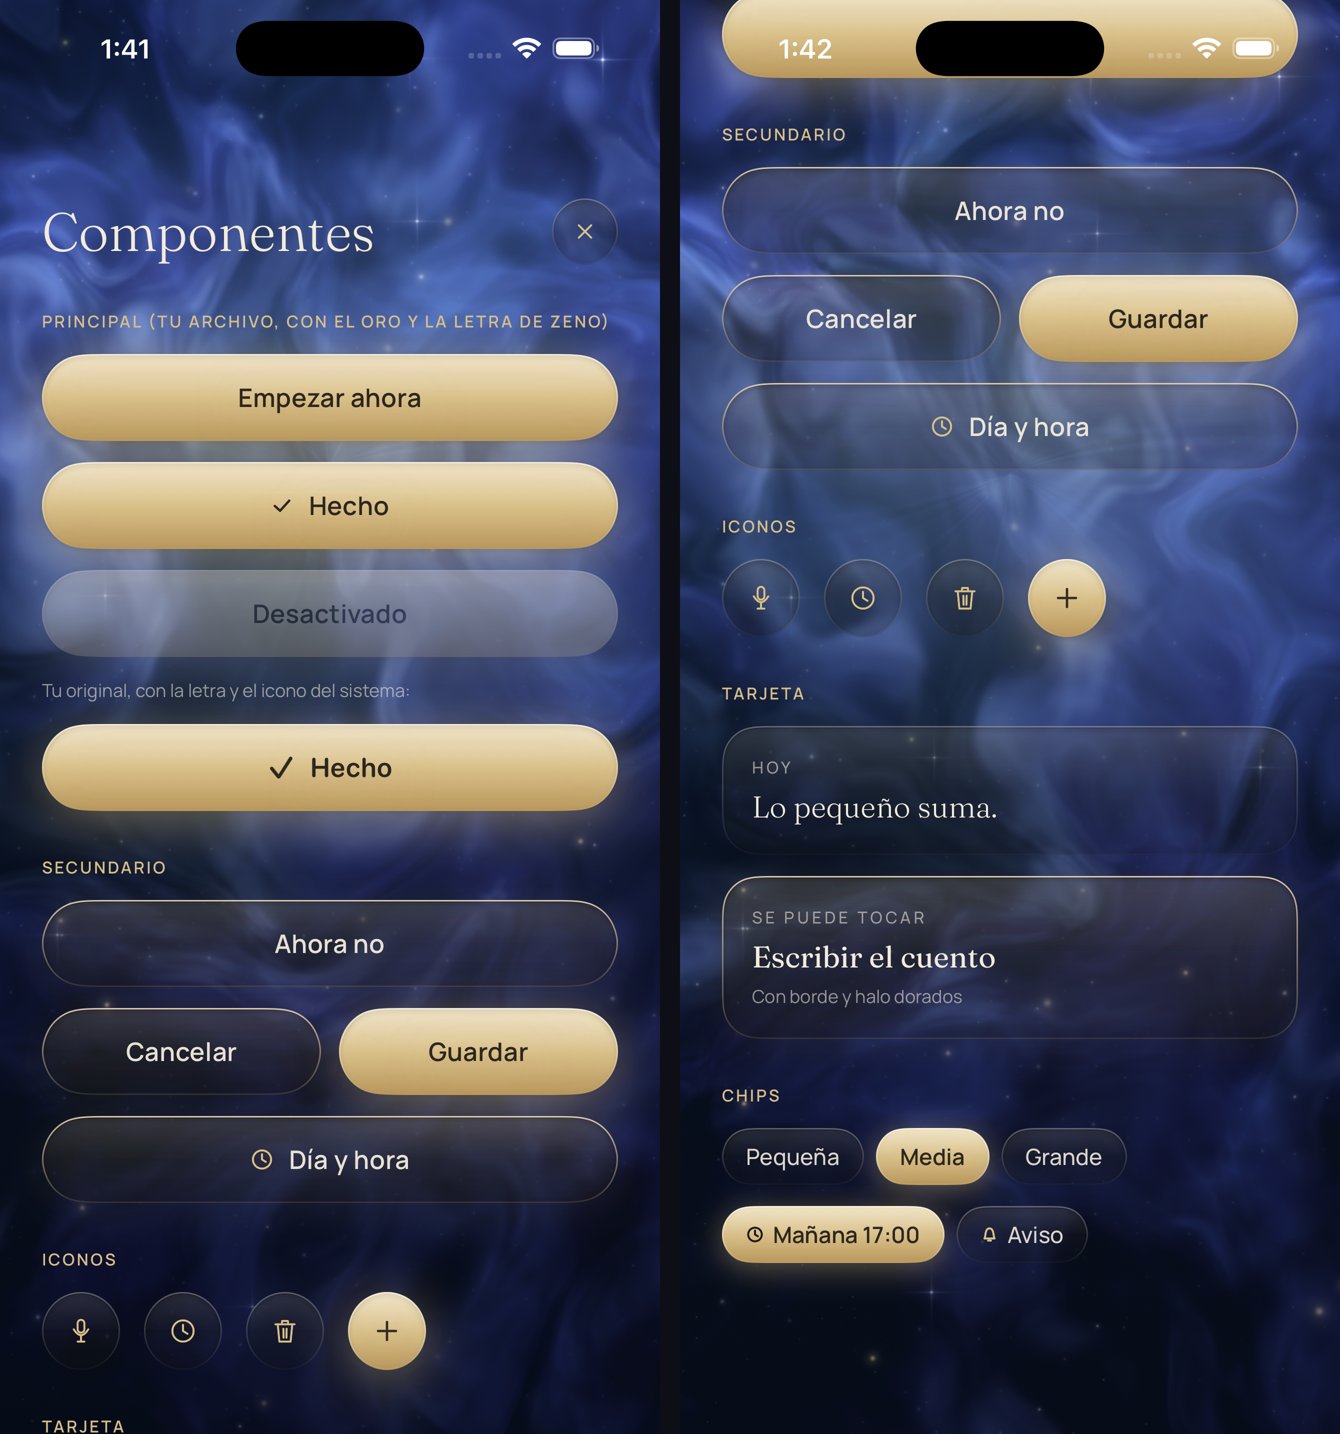 1:41
Componentes
PRINCIPAL (TU ARCHIVO, CON EL ORO Y LA LETRA DE ZENO)
Empezar ahora
Hecho
Desactivado
Tu original, con la letra y el icono del sistema:
Hecho
SECUNDARIO
Ahora no
Cancelar
Guardar
Día y hora
ICONOS
TARJETA
1:42
SECUNDARIO
Ahora no
Cancelar
Guardar
Día y hora
ICONOS
TARJETA
HOY
Lo pequeño suma.
SE PUEDE TOCAR
Escribir el cuento
Con borde y halo dorados
CHIPS
Pequeña
Media
Grande
Mañana 17:00
Aviso